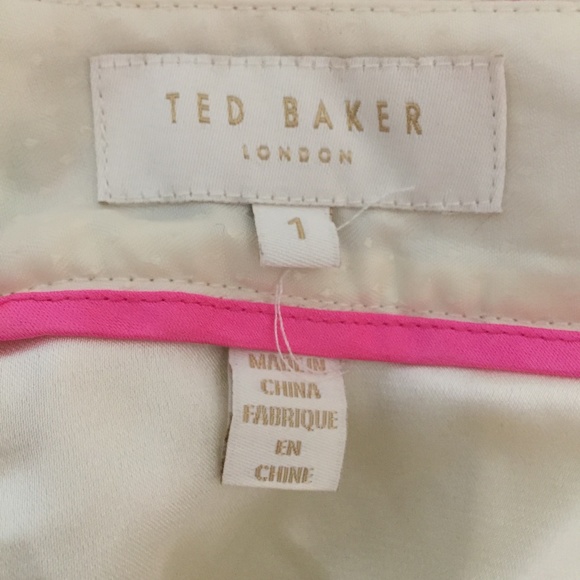 TED BAKER
LONDON
1
MADE IN
CHINA
FABRIQUE
EN
CHINE